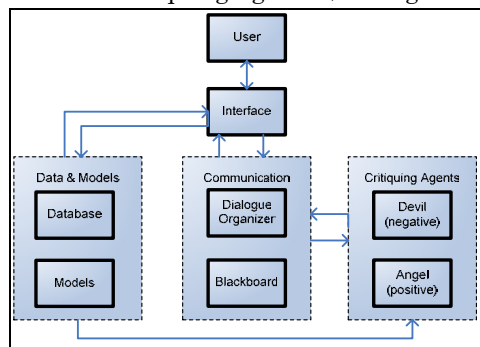 User
Interface
Data & Models
Database
Models
Communication
Dialogue
Organizer
Blackboard
Critiquing Agents
Devil
(negative)
Angel
(positive)